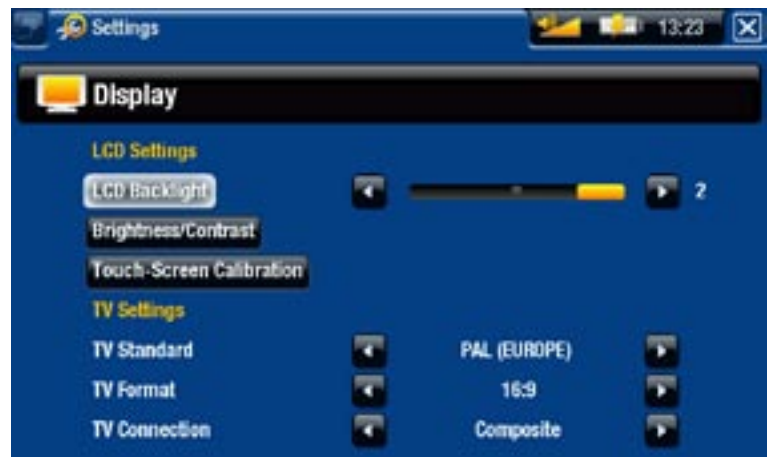 Settings 13:23
Display
LCD Settings
LCD Backlight 2
Brightness/Contrast
Touch-Screen Calibration
TV Settings
TV Standard PAL (EUROPE)
TV Format 16:9
TV Connection Composite